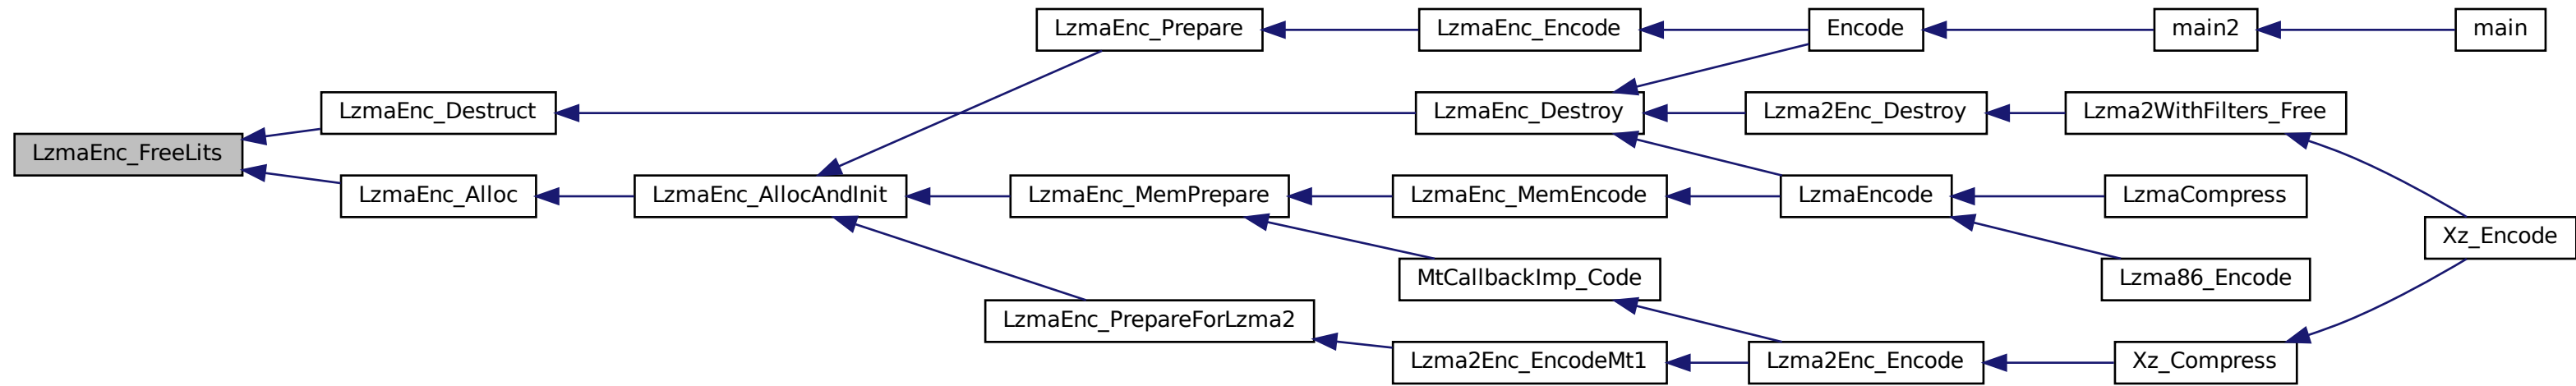 LzmaEnc_Prepare
LzmaEnc_Encode
Encode
main2
main
LzmaEnc_Destruct
LzmaEnc_Destroy
Lzma2Enc_Destroy
Lzma2WithFilters_Free
LzmaEnc_FreeLits
LzmaEnc_Alloc
LzmaEnc_AllocAndInit
LzmaEnc_MemPrepare
LzmaEnc_MemEncode
LzmaEncode
LzmaCompress
Xz_Encode
MtCallbackImp_Code
Lzma86_Encode
LzmaEnc_PrepareForLzma2
Lzma2Enc_EncodeMt1
Lzma2Enc_Encode
Xz_Compress